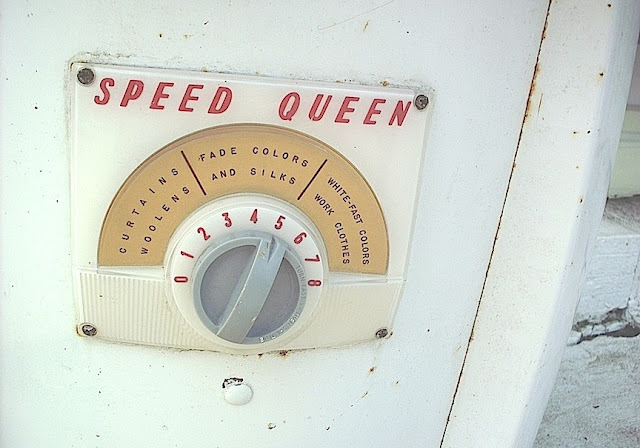 SPEED QUEEN
CURTAINS
WOOLENS
FADE COLORS
AND SILKS
WHITE-FAST COLORS
WORK CLOTHES
0 1 2 3 4 5 6 7 8